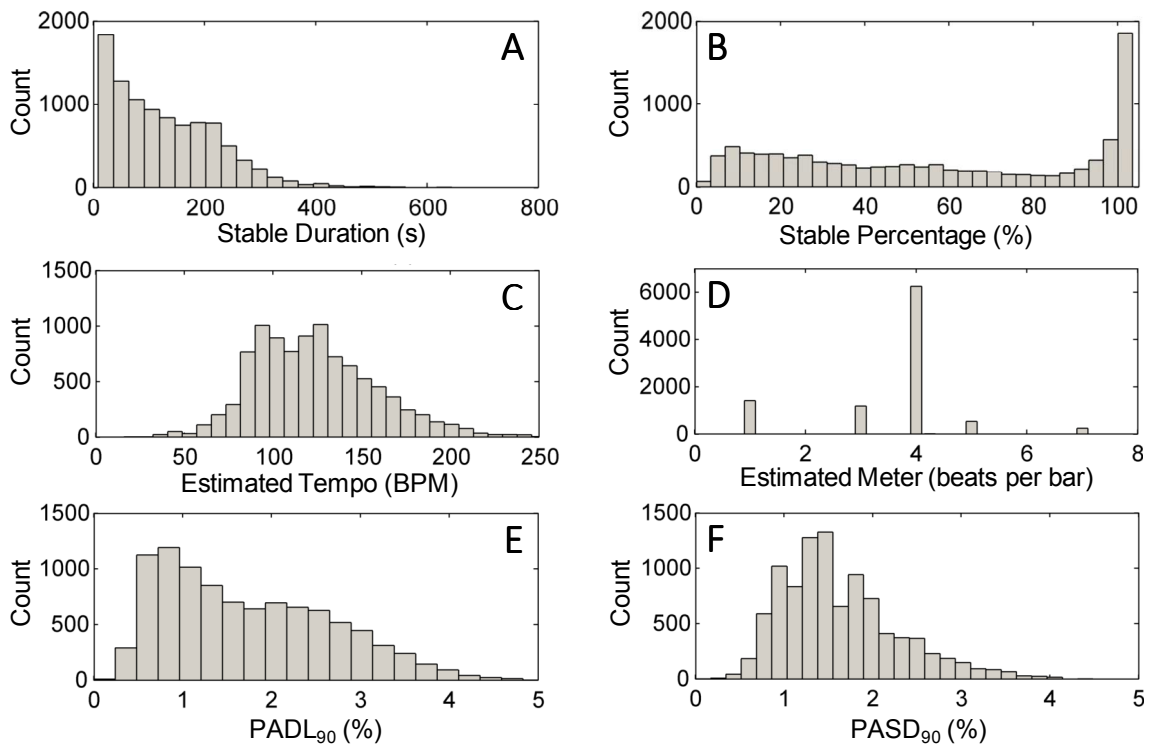 2000
1000
0
Count
A
0 200 400 600 800
Stable Duration (s)
2000
1000
0
Count
B
0 20 40 60 80 100
Stable Percentage (%)
1500
1000
500
0
Count
C
0 50 100 150 200 250
Estimated Tempo (BPM)
6000
4000
2000
0
Count
D
0 2 4 6 8
Estimated Meter (beats per bar)
1500
1000
500
0
Count
E
0 1 2 3 4 5
PADL90 (%)
1500
1000
500
0
Count
F
0 1 2 3 4 5
PASD90 (%)